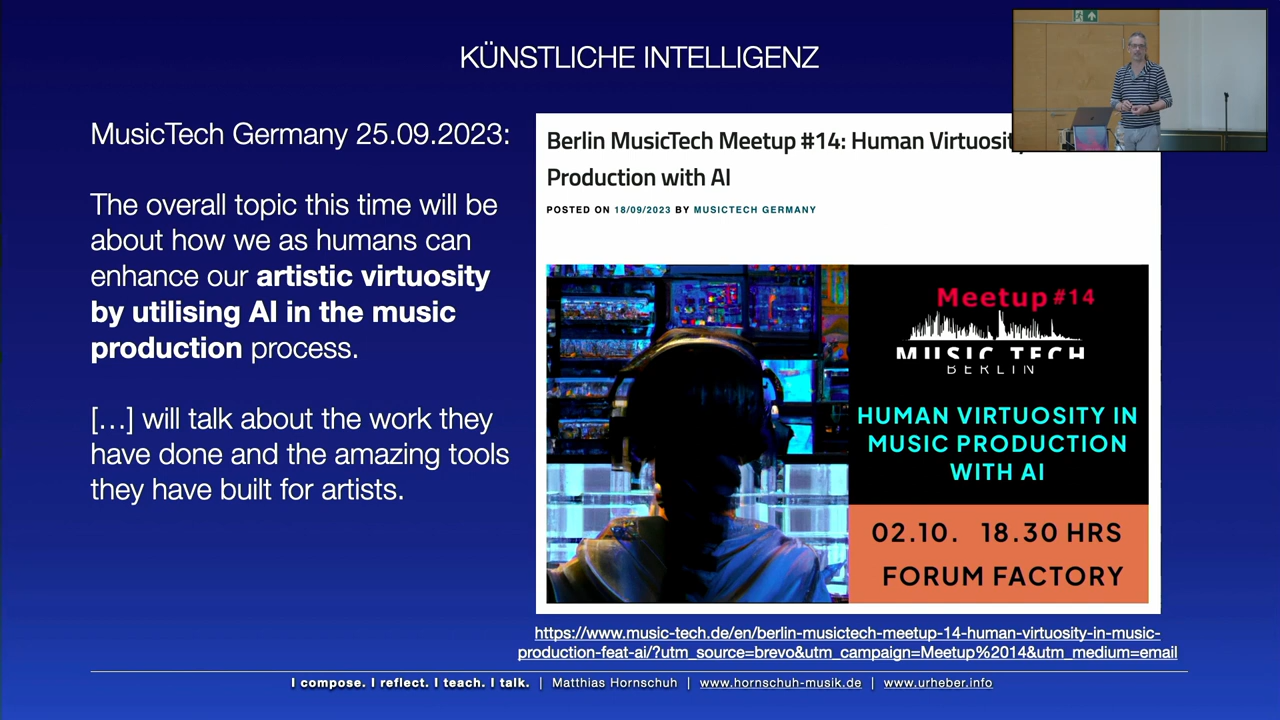 KÜNSTLICHE INTELLIGENZ
MusicTech Germany 25.09.2023:
The overall topic this time will be
about how we as humans can
enhance our artistic virtuosity
by utilising AI in the music
production process.
[…] will talk about the work they
have done and the amazing tools
they have built for artists.
Berlin MusicTech Meetup #14: Human Virtuosity
Production with AI
POSTED ON 18/09/2023 BY MUSICTECH GERMANY
Meetup #14
MUSIC TECH
BERLIN
HUMAN VIRTUOSITY IN
MUSIC PRODUCTION
WITH AI
02.10. 18.30 HRS
FORUM FACTORY
https://www.music-tech.de/en/berlin-musictech-meetup-14-human-virtuosity-in-music-
production-feat-ai/?utm_source=brevo&utm_campaign=Meetup%2014&utm_medium=email
I compose. I reflect. I teach. I talk. | Matthias Hornschuh | www.hornschuh-musik.de | www.urheber.info